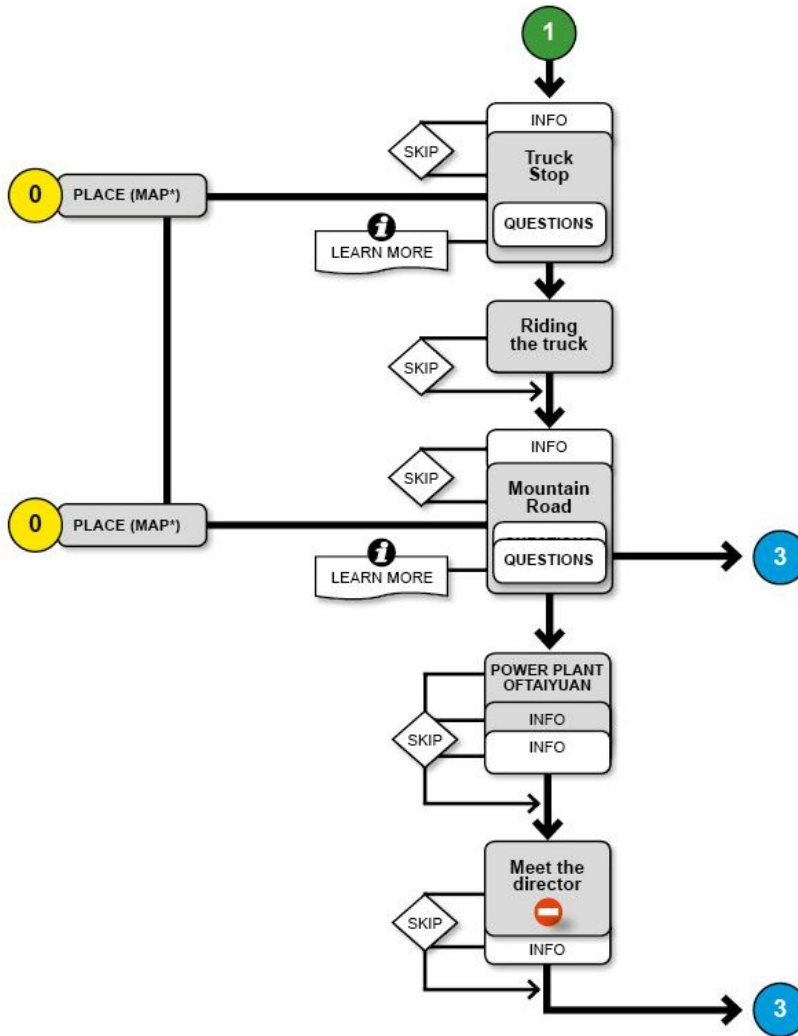 1
INFO
SKIP
Truck
Stop
0
PLACE (MAP*)
QUESTIONS
i
LEARN MORE
Riding
the truck
SKIP
INFO
SKIP
Mountain
Road
0
PLACE (MAP*)
QUESTIONS
QUESTIONS
i
LEARN MORE
3
POWER PLANT
OFTAIYUAN
INFO
SKIP
INFO
Meet the
director
SKIP
INFO
3